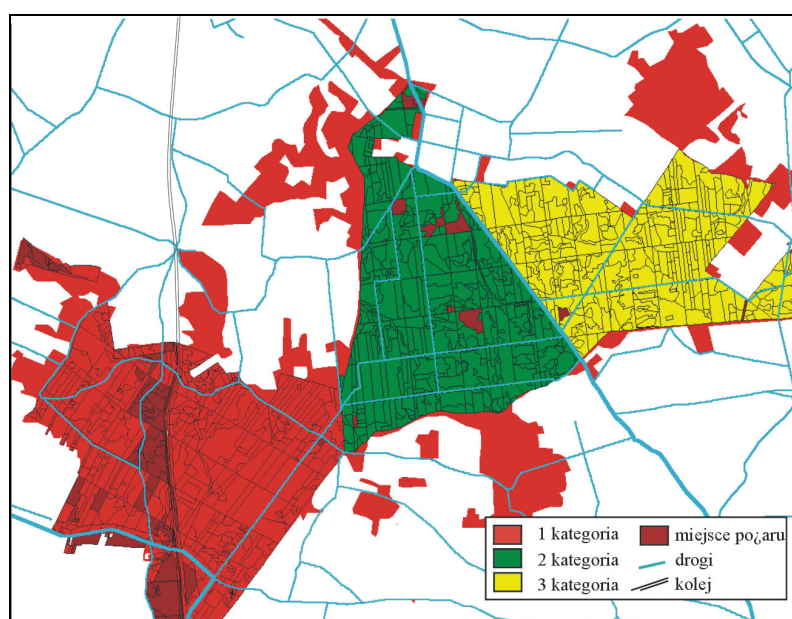 1 kategoria
2 kategoria
3 kategoria
miejsce po¿aru
drogi
kolej